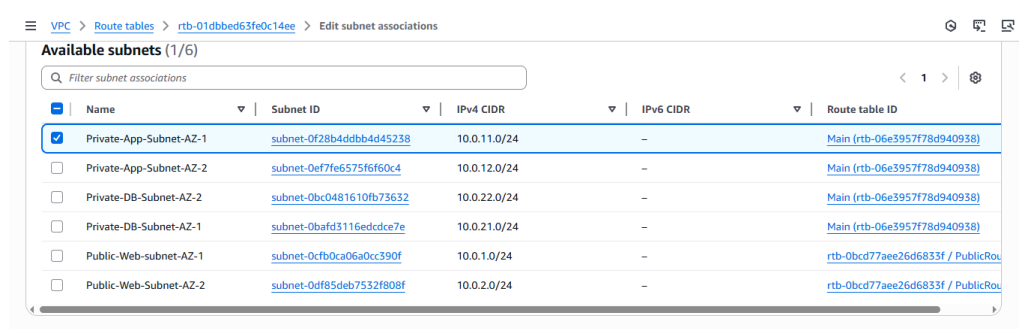 VPC > Route tables > rtb-01dbbed63fe0c14ee > Edit subnet associations
Available subnets (1/6)
Filter subnet associations
< 1 >
Name Subnet ID IPv4 CIDR IPv6 CIDR Route table ID
Private-App-Subnet-AZ-1 subnet-0f28b4ddbb4d45238 10.0.11.0/24 – Main (rtb-06e3957f78d940938)
Private-App-Subnet-AZ-2 subnet-0ef7fe6575f6f60c4 10.0.12.0/24 – Main (rtb-06e3957f78d940938)
Private-DB-Subnet-AZ-2 subnet-0bc0481610fb73632 10.0.22.0/24 – Main (rtb-06e3957f78d940938)
Private-DB-Subnet-AZ-1 subnet-0bafd3116edcdce7e 10.0.21.0/24 – Main (rtb-06e3957f78d940938)
Public-Web-subnet-AZ-1 subnet-0cfb0ca06a0cc390f 10.0.1.0/24 – rtb-0bcd77aee26d6833f / PublicRou
Public-Web-Subnet-AZ-2 subnet-0df85deb7532f808f 10.0.2.0/24 – rtb-0bcd77aee26d6833f / PublicRou